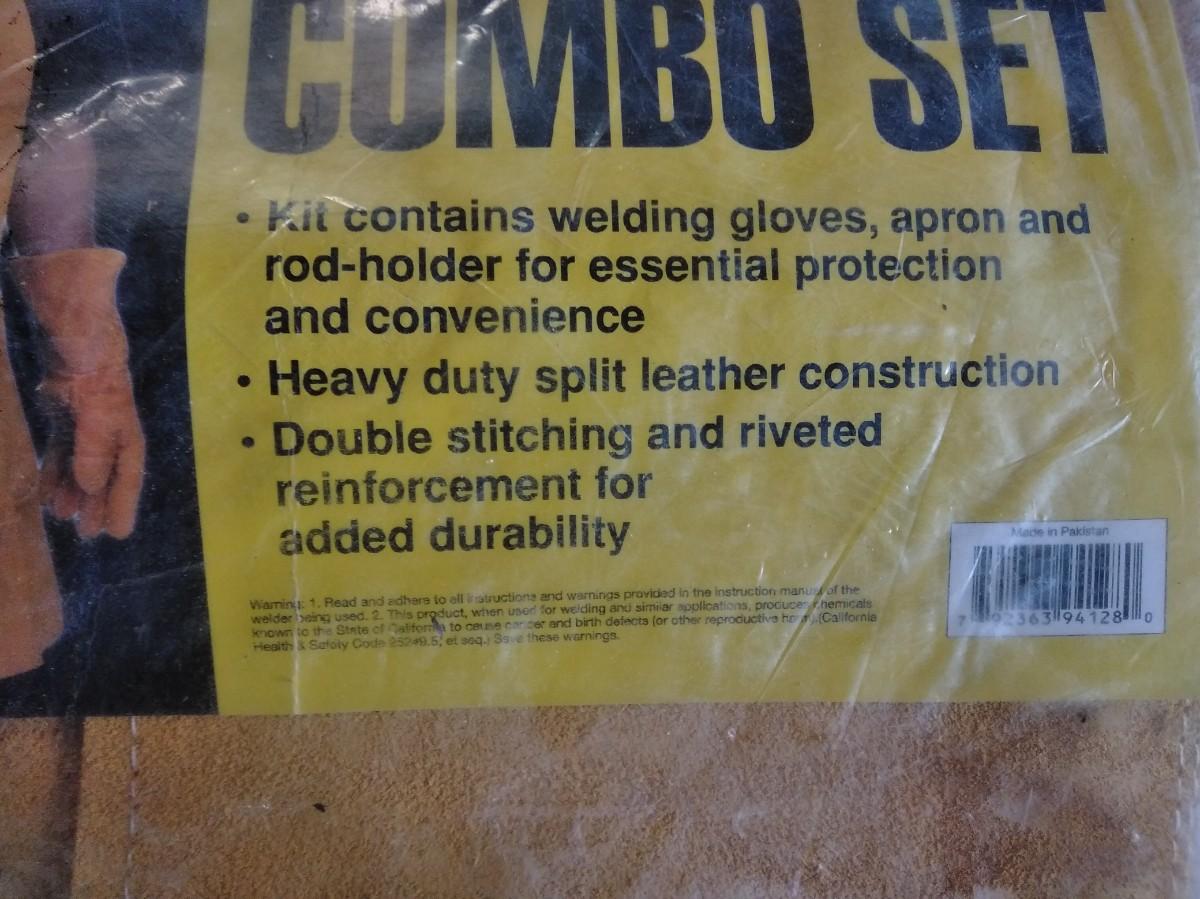 COMBO SET
• Kit contains welding gloves, apron and
rod-holder for essential protection
and convenience
• Heavy duty split leather construction
• Double stitching and riveted
reinforcement for
added durability
Made in Pakistan
7 92363 94128 0
Warning: 1. Read and adhere to all instructions and warnings provided in the instruction manual of the
welder being used. 2. This product, when used for welding and similar applications, produces chemicals
known to the State of California to cause cancer and birth defects (or other reproductive harm).(California
Health & Safety Code 25249.5, et seq.) Save these warnings.